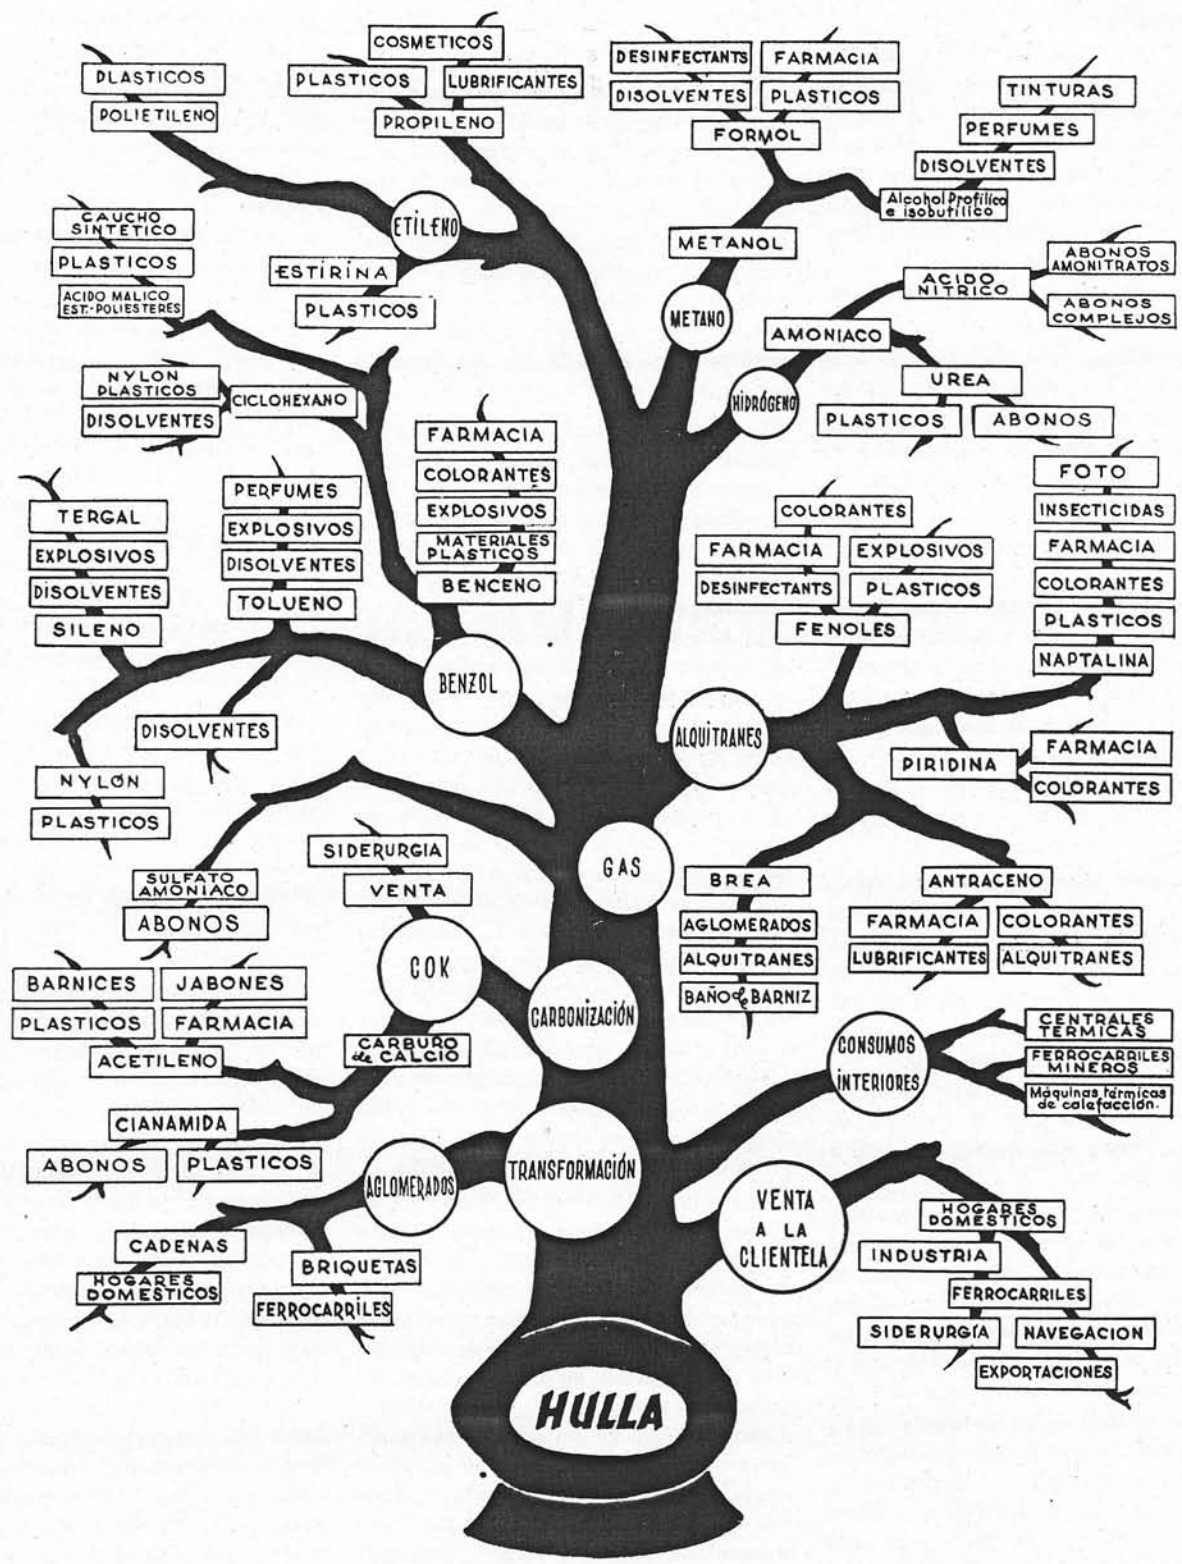 COSMETICOS
PLASTICOS
LUBRIFICANTES
PROPILENO
PLASTICOS
POLIETILENO
DESINFECTANTS
FARMACIA
DISOLVENTES
PLASTICOS
FORMOL
TINTURAS
PERFUMES
DISOLVENTES
Alcohol Profílico
e isobutílico
ETILENO
ESTIRINA
PLASTICOS
CAUCHO
SINTÉTICO
PLASTICOS
ACIDO MALICO
EST.-POLIESTERES
NYLON
PLASTICOS
DISOLVENTES
CICLOHEXANO
METANOL
METANO
ACIDO
NITRICO
ABONOS
AMONITRATOS
ABONOS
COMPLEJOS
AMONIACO
HIDRÓGENO
UREA
PLASTICOS
ABONOS
FARMACIA
COLORANTES
EXPLOSIVOS
MATERIALES
PLASTICOS
BENCENO
PERFUMES
EXPLOSIVOS
DISOLVENTES
TOLUENO
TERGAL
EXPLOSIVOS
DISOLVENTES
SILENO
BENZOL
DISOLVENTES
NYLÓN
PLASTICOS
COLORANTES
FARMACIA
EXPLOSIVOS
DESINFECTANTS
PLASTICOS
FENOLES
FOTO
INSECTICIDAS
FARMACIA
COLORANTES
PLASTICOS
NAPTALINA
ALQUITRANES
PIRIDINA
FARMACIA
COLORANTES
GAS
BREA
AGLOMERADOS
ALQUITRANES
BAÑO de BARNIZ
ANTRACENO
FARMACIA
COLORANTES
LUBRIFICANTES
ALQUITRANES
SULFATO
AMONIACO
ABONOS
SIDERURGIA
VENTA
COK
CARBONIZACIÓN
BARNICES
JABONES
PLASTICOS
FARMACIA
ACETILENO
CARBURO
de CALCIO
CIANAMIDA
ABONOS
PLASTICOS
CONSUMOS
INTERIORES
CENTRALES
TERMICAS
FERROCARRILES
MINEROS
Máquinas térmicas
de calefacción.
TRANSFORMACIÓN
AGLOMERADOS
CADENAS
HOGARES
DOMESTICOS
BRIQUETAS
FERROCARRILES
VENTA
A LA
CLIENTELA
HOGARES
DOMÉSTICOS
INDUSTRIA
FERROCARRILES
SIDERURGÍA
NAVEGACION
EXPORTACIONES
HULLA